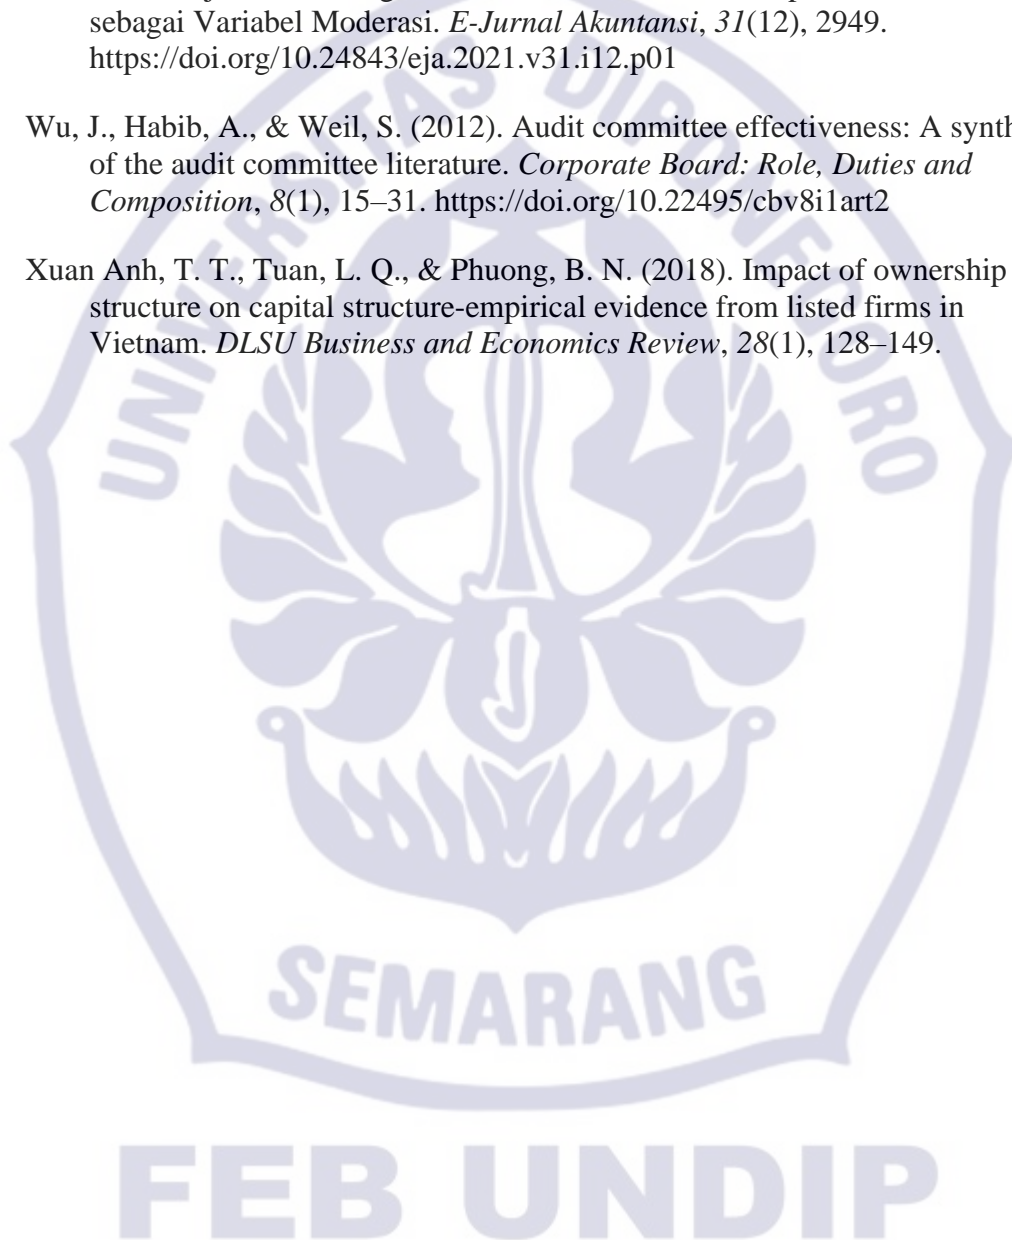 sebagai Variabel Moderasi. E-Jurnal Akuntansi, 31(12), 2949.
https://doi.org/10.24843/eja.2021.v31.i12.p01
Wu, J., Habib, A., & Weil, S. (2012). Audit committee effectiveness: A synth
of the audit committee literature. Corporate Board: Role, Duties and
Composition, 8(1), 15–31. https://doi.org/10.22495/cbv8i1art2
Xuan Anh, T. T., Tuan, L. Q., & Phuong, B. N. (2018). Impact of ownership
structure on capital structure-empirical evidence from listed firms in
Vietnam. DLSU Business and Economics Review, 28(1), 128–149.
UNIVERSITAS DIPONEGORO
SEMARANG
FEB UNDIP